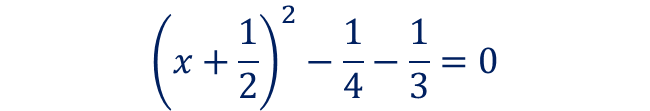 (x + 1/2)² − 1/4 − 1/3 = 0